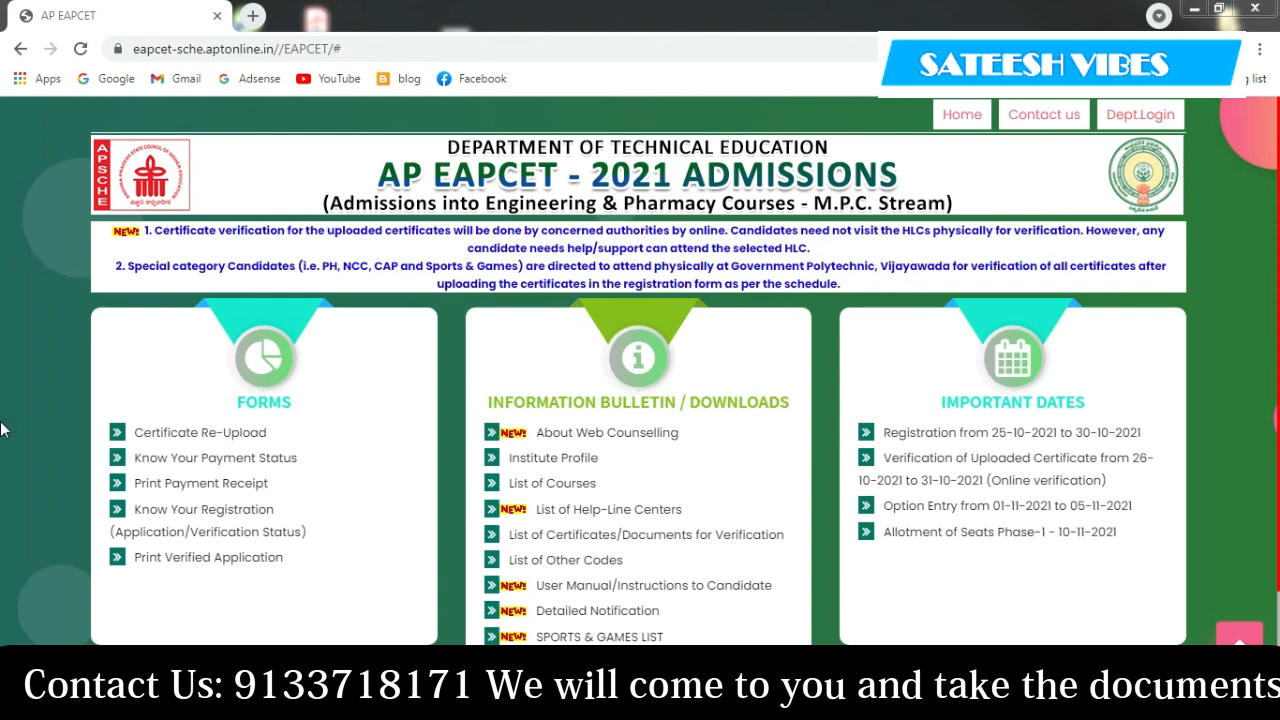 AP EAPCET
eapcet-sche.aptonline.in//EAPCET/#
Apps Google Gmail Adsense YouTube blog Facebook
g list
SATEESH VIBES
Home Contact us Dept.Login
APSCHE
DEPARTMENT OF TECHNICAL EDUCATION
AP EAPCET - 2021 ADMISSIONS
(Admissions into Engineering & Pharmacy Courses - M.P.C. Stream)
NEW! 1. Certificate verification for the uploaded certificates will be done by concerned authorities by online. Candidates need not visit the HLCs physically for verification. However, any
candidate needs help/support can attend the selected HLC.
2. Special category Candidates (i.e. PH, NCC, CAP and Sports & Games) are directed to attend physically at Government Polytechnic, Vijayawada for verification of all certificates after
uploading the certificates in the registration form as per the schedule.
FORMS
Certificate Re-Upload
Know Your Payment Status
Print Payment Receipt
Know Your Registration
(Application/Verification Status)
Print Verified Application
INFORMATION BULLETIN / DOWNLOADS
NEW! About Web Counselling
Institute Profile
List of Courses
NEW! List of Help-Line Centers
List of Certificates/Documents for Verification
List of Other Codes
NEW! User Manual/Instructions to Candidate
NEW! Detailed Notification
NEW! SPORTS & GAMES LIST
IMPORTANT DATES
Registration from 25-10-2021 to 30-10-2021
Verification of Uploaded Certificate from 26-
10-2021 to 31-10-2021 (Online verification)
Option Entry from 01-11-2021 to 05-11-2021
Allotment of Seats Phase-1 - 10-11-2021
Contact Us: 9133718171 We will come to you and take the documents